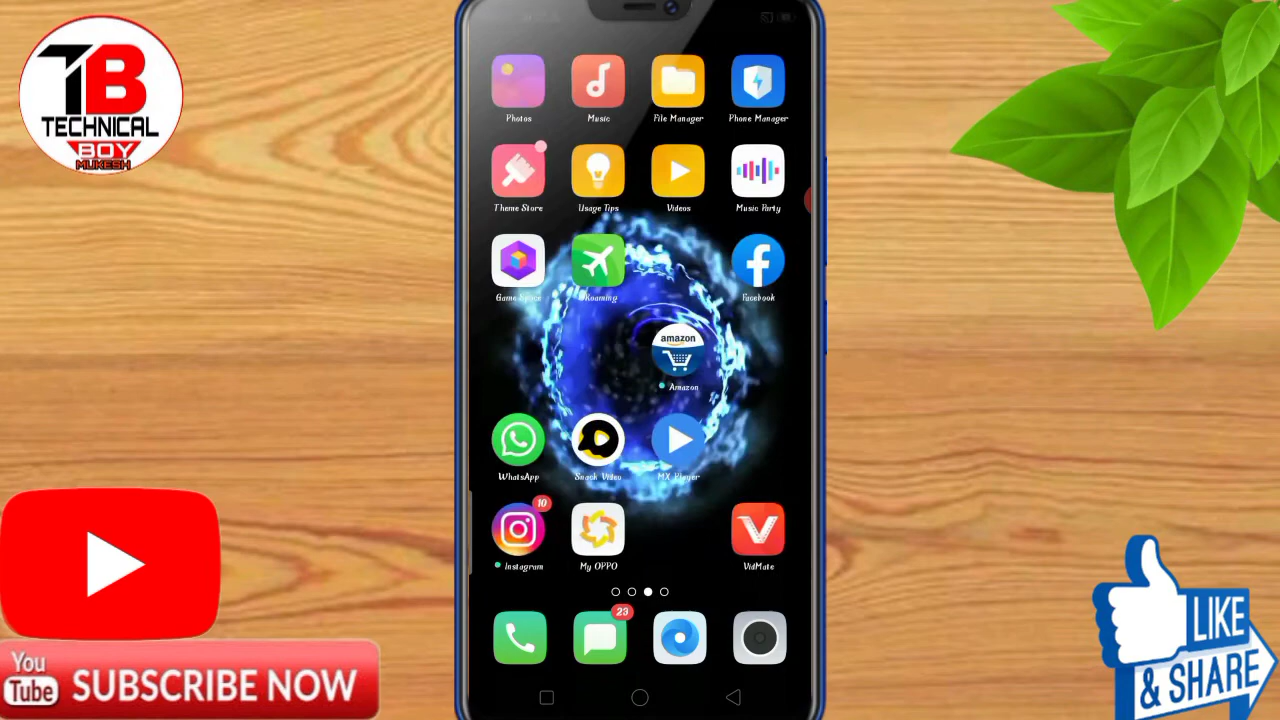 TB
TECHNICAL
BOY
MUKESH
Photos
Music
File Manager
Phone Manager
Theme Store
Usage Tips
Videos
Music Party
Game Space
Roaming
Facebook
amazon
Amazon
WhatsApp
Snack Video
MX Player
10
Instagram
My OPPO
VidMate
23
You
Tube
SUBSCRIBE NOW
LIKE
& SHARE